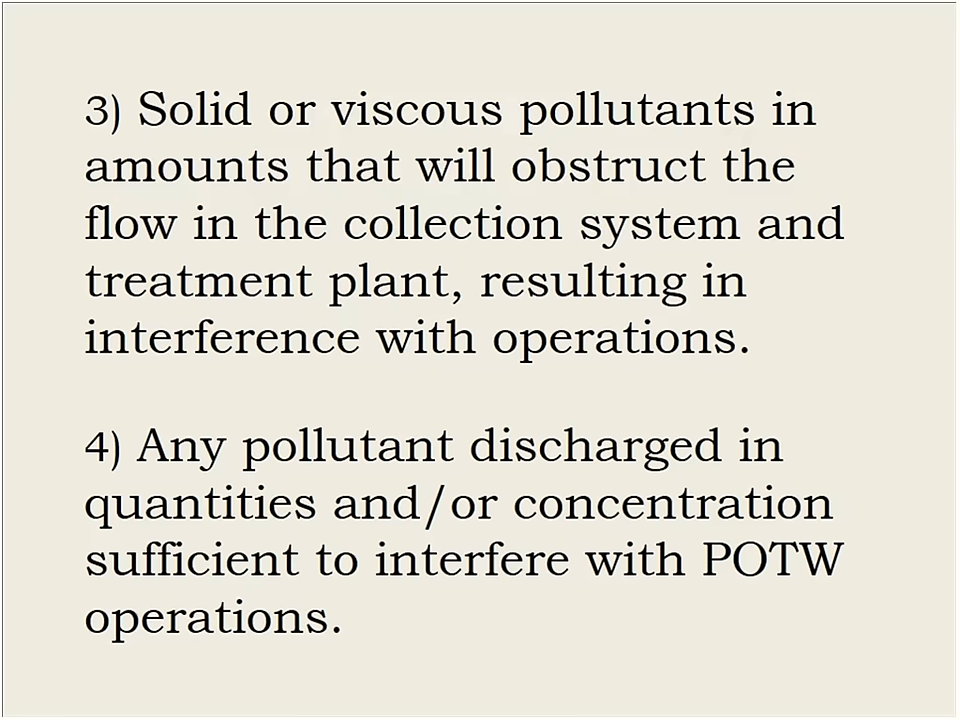 3) Solid or viscous pollutants in
amounts that will obstruct the
flow in the collection system and
treatment plant, resulting in
interference with operations.
4) Any pollutant discharged in
quantities and/or concentration
sufficient to interfere with POTW
operations.